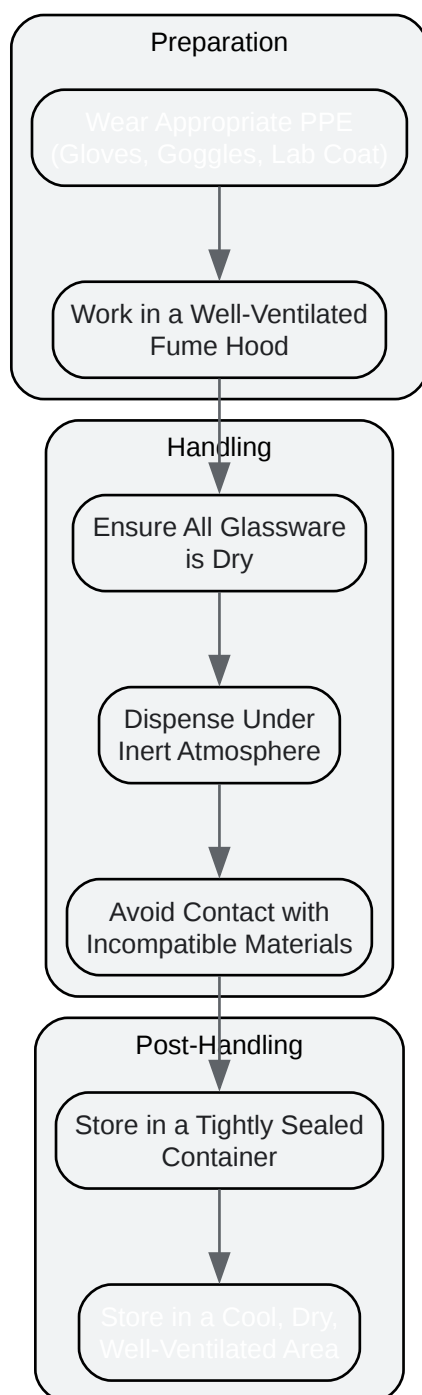 Preparation
Wear Appropriate PPE
(Gloves, Goggles, Lab Coat)
Work in a Well-Ventilated
Fume Hood
Handling
Ensure All Glassware
is Dry
Dispense Under
Inert Atmosphere
Avoid Contact with
Incompatible Materials
Post-Handling
Store in a Tightly Sealed
Container
Store in a Cool, Dry,
Well-Ventilated Area